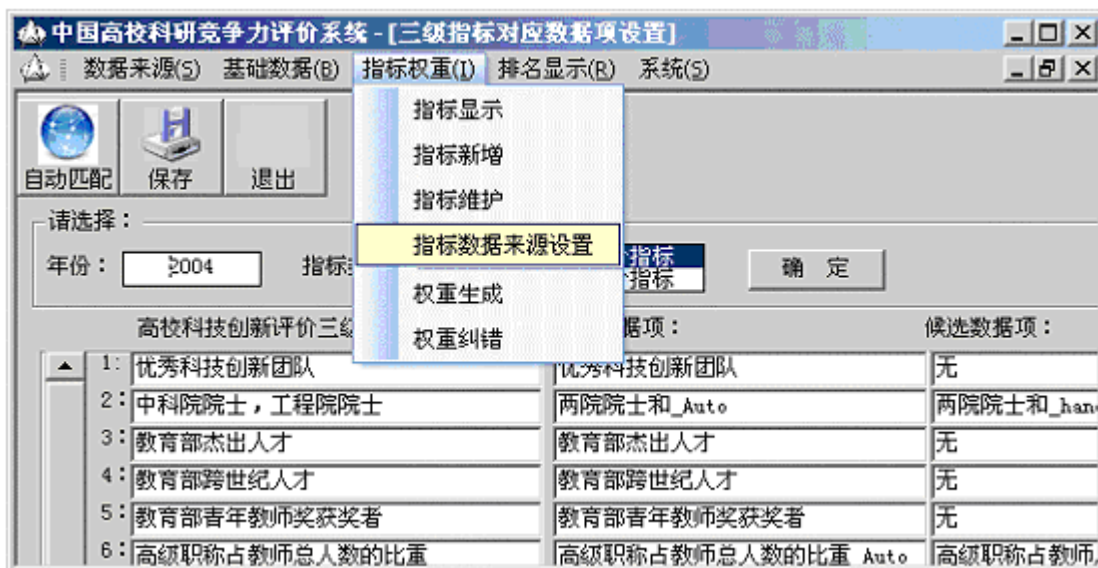 中国高校科研竞争力评价系统 - [三级指标对应数据项设置]
数据来源(S) 基础数据(B) 指标权重(I) 排名显示(R) 系统(S)
指标显示
指标新增
指标维护
指标数据来源设置
权重生成
权重纠错
自动匹配 保存 退出
请选择：
年份： 2004 指标 指标 确 定
指标
高校科技创新评价三级 据项： 候选数据项：
1: 优秀科技创新团队 优秀科技创新团队 无
2: 中科院院士，工程院院士 两院院士和_Auto 两院院士和_han
3: 教育部杰出人才 教育部杰出人才 无
4: 教育部跨世纪人才 教育部跨世纪人才 无
5: 教育部青年教师奖获奖者 教育部青年教师奖获奖者 无
6: 高级职称占教师总人数的比重 高级职称占教师总人数的比重_Auto 高级职称占教师